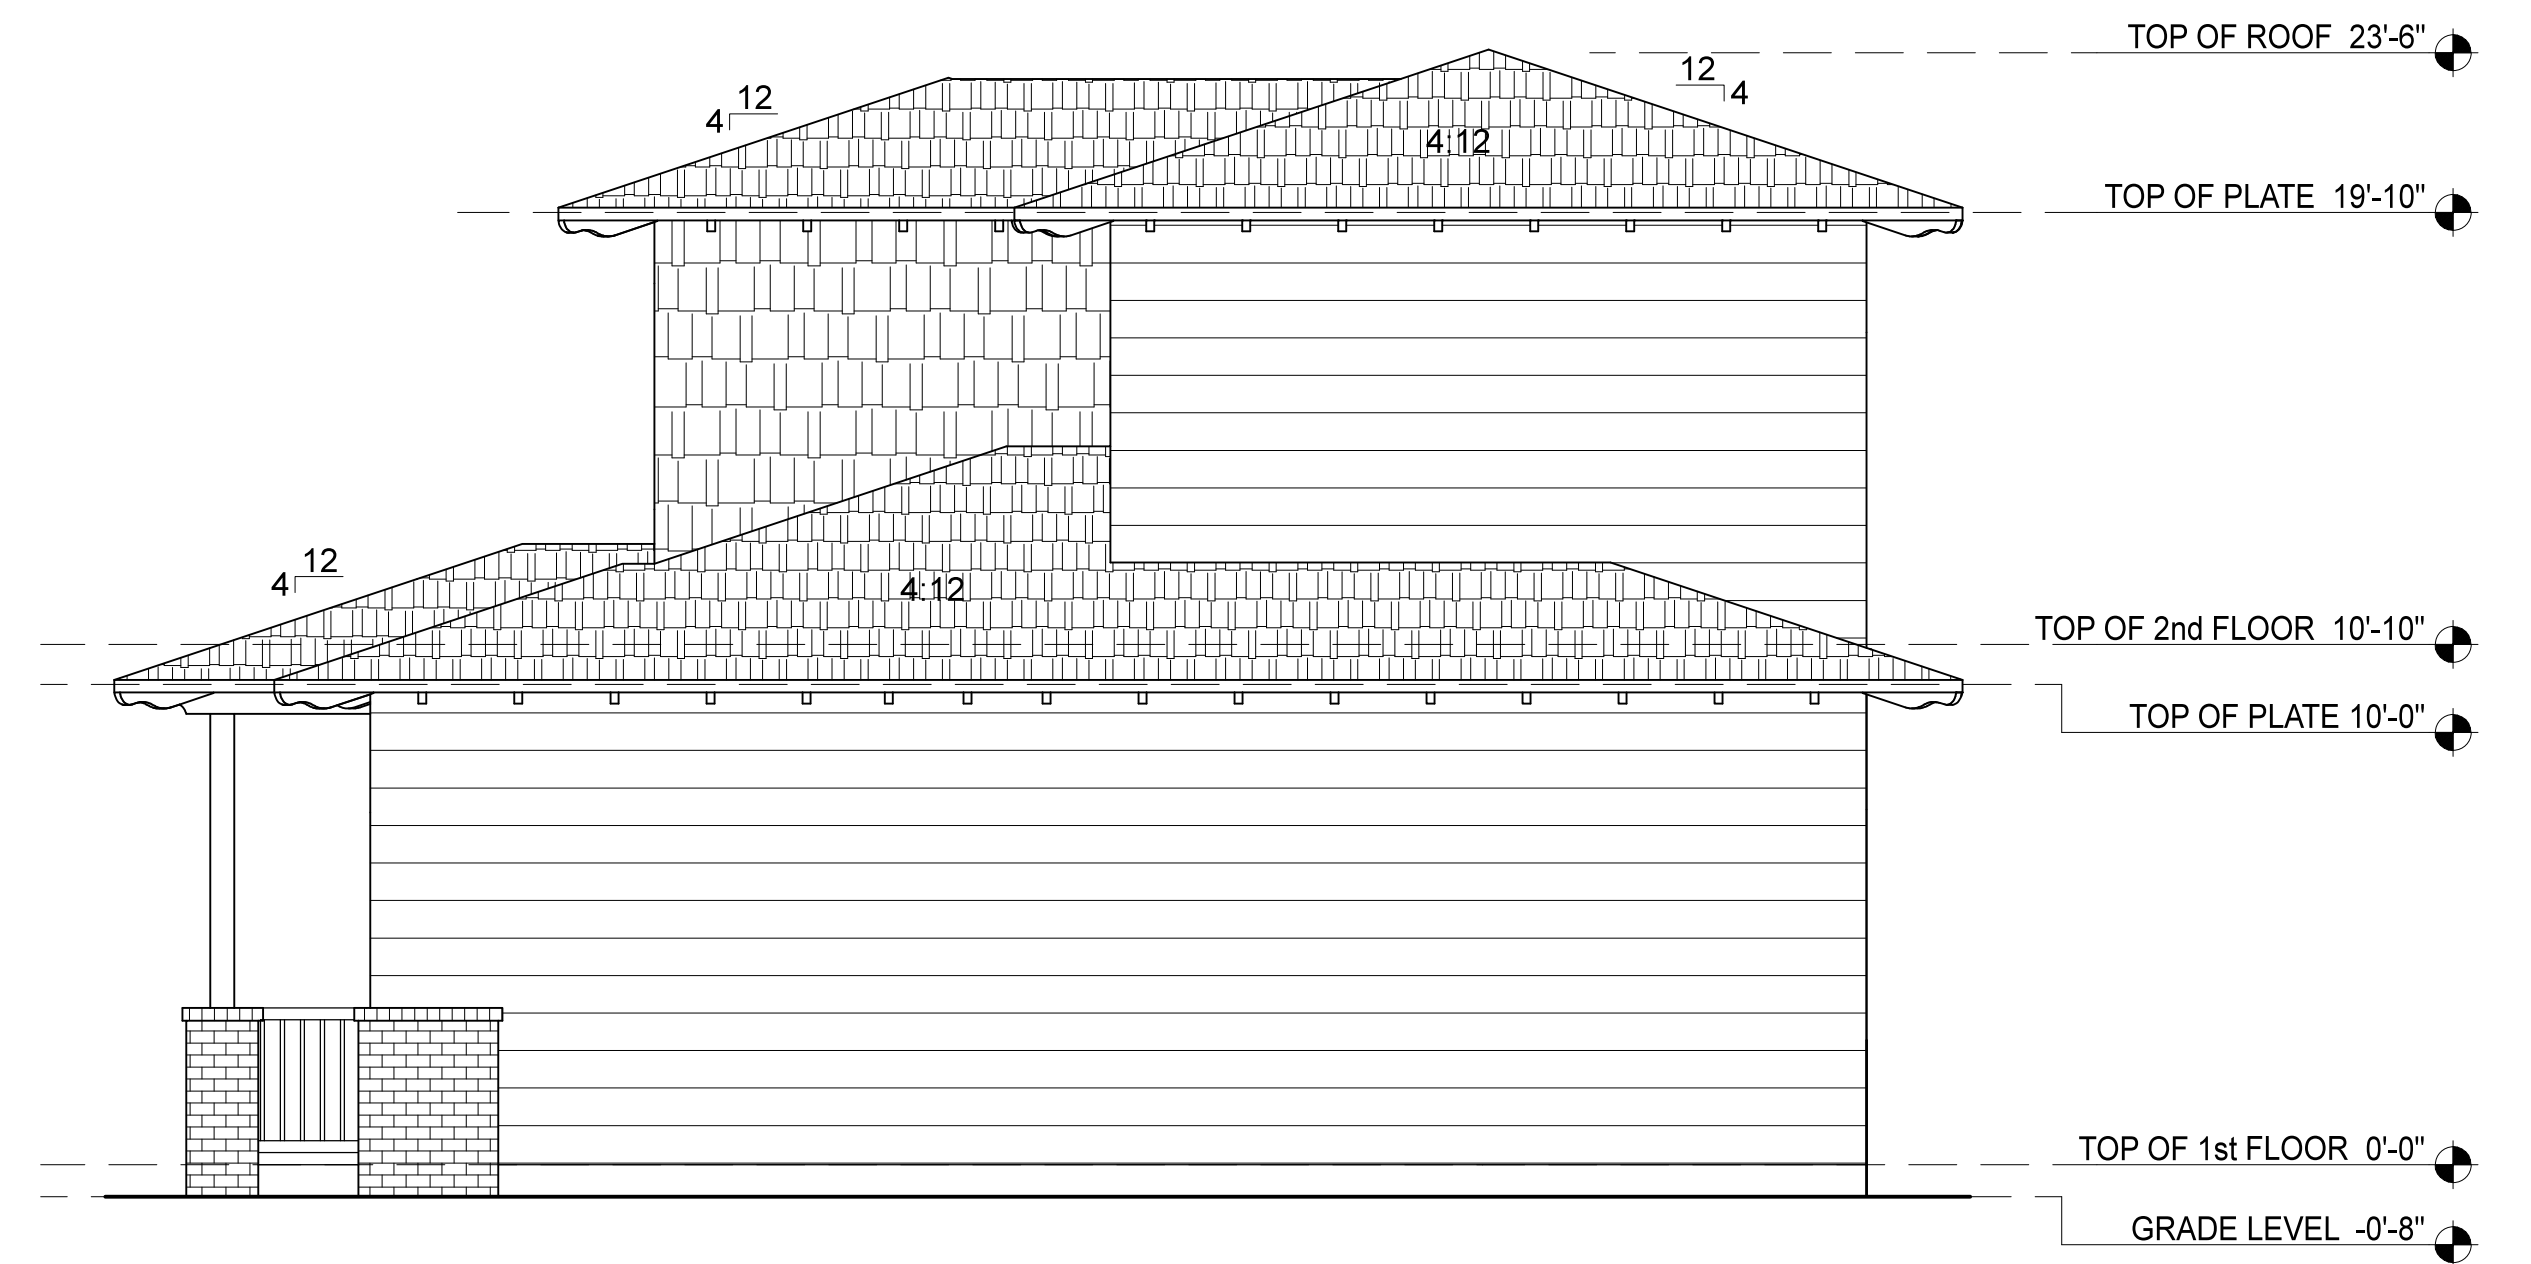 TOP OF ROOF 23'-6"
12
4
12
4
4:12
TOP OF PLATE 19'-10"
12
4
4:12
TOP OF 2nd FLOOR 10'-10"
TOP OF PLATE 10'-0"
TOP OF 1st FLOOR 0'-0"
GRADE LEVEL -0'-8"